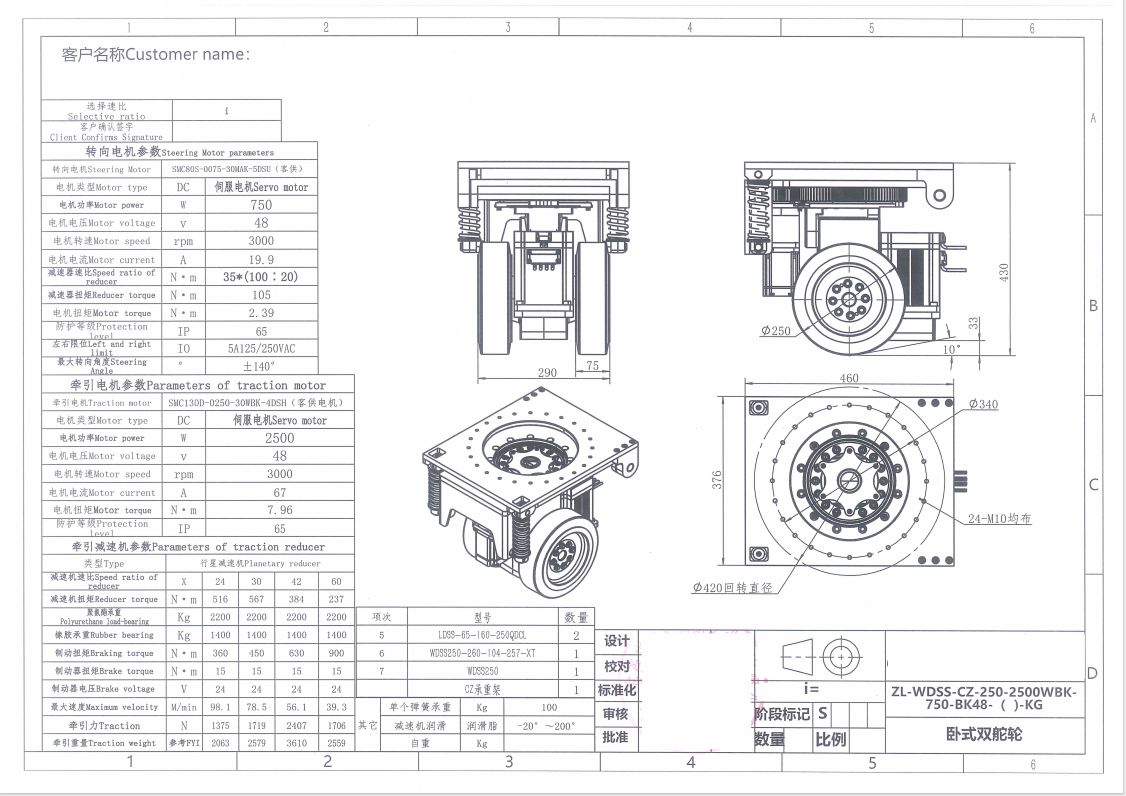 1 2 3 4 5 6
客户名称Customer name:
选择速比 Selective ratio i
客户确认签字 Client Confirms Signature
转向电机参数Steering Motor parameters
转向电机Steering Motor SMC80S-0075-30MAK-5DSU（客供）
电机类型Motor type DC 伺服电机Servo motor
电机功率Motor power W 750
电机电压Motor voltage v 48
电机转速Motor speed rpm 3000
电机电流Motor current A 19.9
减速器速比Speed ratio of reducer N·m 35*(100：20)
减速器扭矩Reducer torque N·m 105
电机扭矩Motor torque N·m 2.39
防护等级Protection level IP 65
左右限位Left and right limit IO 5A125/250VAC
最大转向角度Steering Angle ° ±140°
牵引电机参数Parameters of traction motor
牵引电机Traction motor SMC130D-0250-30WBK-4DSH（客供电机）
电机类型Motor type DC 伺服电机Servo motor
电机功率Motor power W 2500
电机电压Motor voltage v 48
电机转速Motor speed rpm 3000
电机电流Motor current A 67
电机扭矩Motor torque N·m 7.96
防护等级Protection level IP 65
牵引减速机参数Parameters of traction reducer
类型Type 行星减速机Planetary reducer
减速机速比Speed ratio of reducer X 24 30 42 60
减速机扭矩Reducer torque N·m 516 567 384 237
聚氨酯承重 Polyurethane load-bearing Kg 2200 2200 2200 2200
橡胶承重Rubber bearing Kg 1400 1400 1400 1400
制动扭矩Braking torque N·m 360 450 630 900
制动器扭矩Brake torque N·m 15 15 15 15
制动器电压Brake voltage V 24 24 24 24
最大速度Maximum velocity M/min 98.1 78.5 56.1 39.3
牵引力Traction N 1375 1719 2407 1706
牵引重量Traction weight 参考FYI 2063 2579 3610 2559
290
75
Φ250
430
33
10°
460
376
Φ340
24-M10均布
Φ420回转直径
项次 型号 数量
5 LDSS-65-160-250QDCL 2
6 WDSS250-260-104-257-XT 1
7 WDSS250 1
CZ承重架 1
其它
单个弹簧承重 Kg 100
减速机润滑 润滑脂 -20°~200°
自重 Kg
设计
校对
标准化
审核
批准
i=
阶段标记 S
数量 比例
ZL-WDSS-CZ-250-2500WBK-
750-BK48-（ )-KG
卧式双舵轮
A
B
C
D
1 2 3 4 5 6